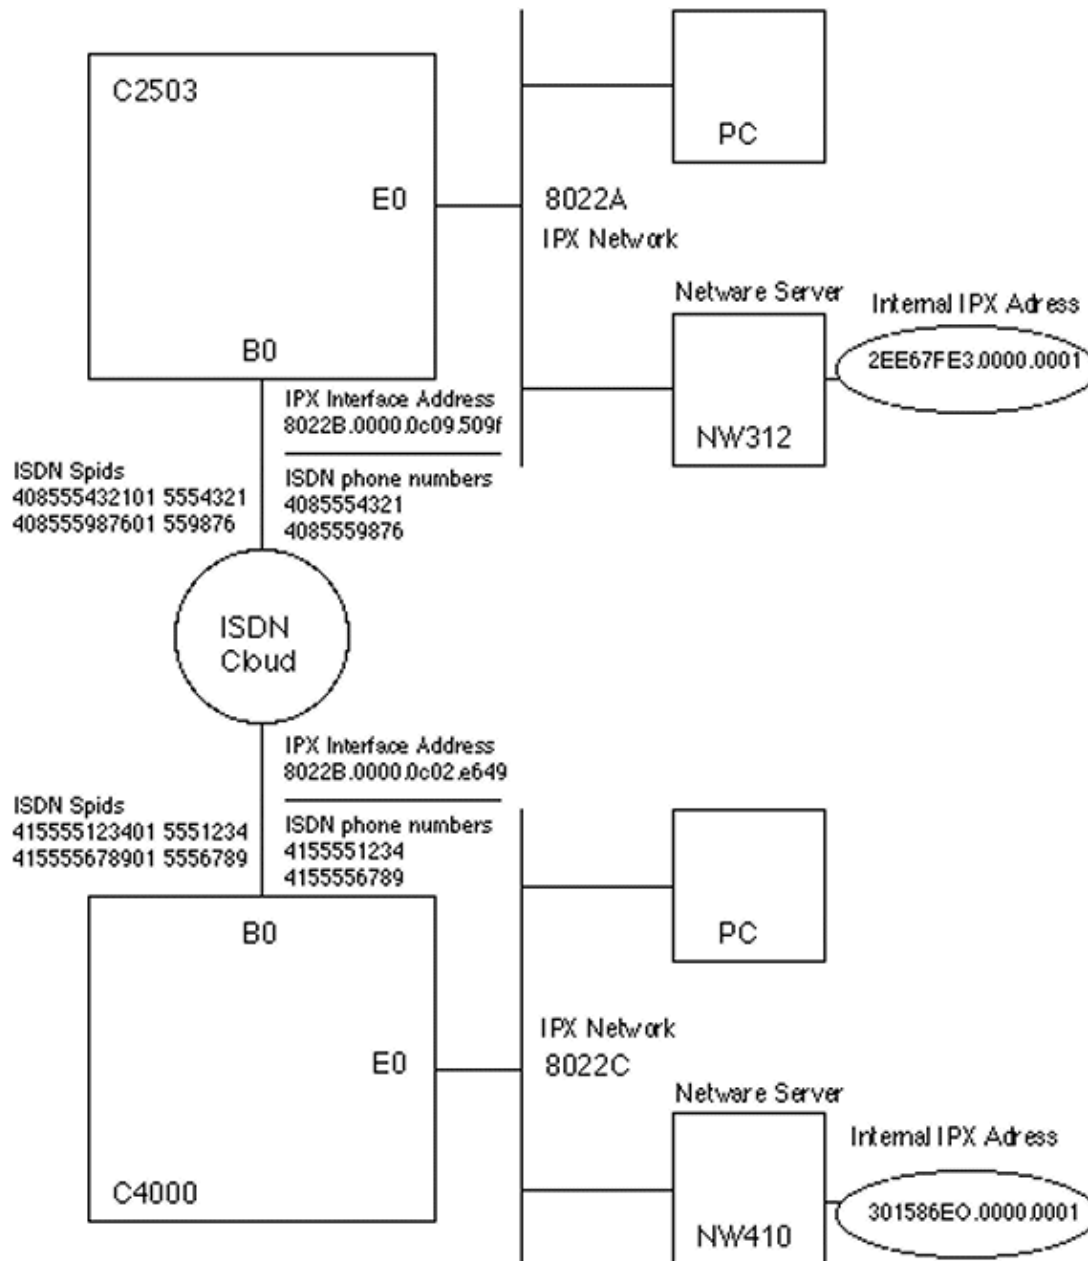 C2503
PC
E0
8022A
IPX Network
Netware Server
Internal IPX Adress
2EE67FE3.0000.0001
B0
NW312
IPX Interface Address
8022B.0000.0c09.509f
ISDN Spids
408555432101 5554321
408555987601 559876
ISDN phone numbers
4085554321
4085559876
ISDN
Cloud
IPX Interface Address
8022B.0000.0c02.e649
ISDN Spids
415555123401 5551234
415555678901 5556789
ISDN phone numbers
4155551234
4155556789
B0
PC
IPX Network
E0
8022C
Netware Server
Internal IPX Adress
C4000
301586EO.0000.0001
NW410